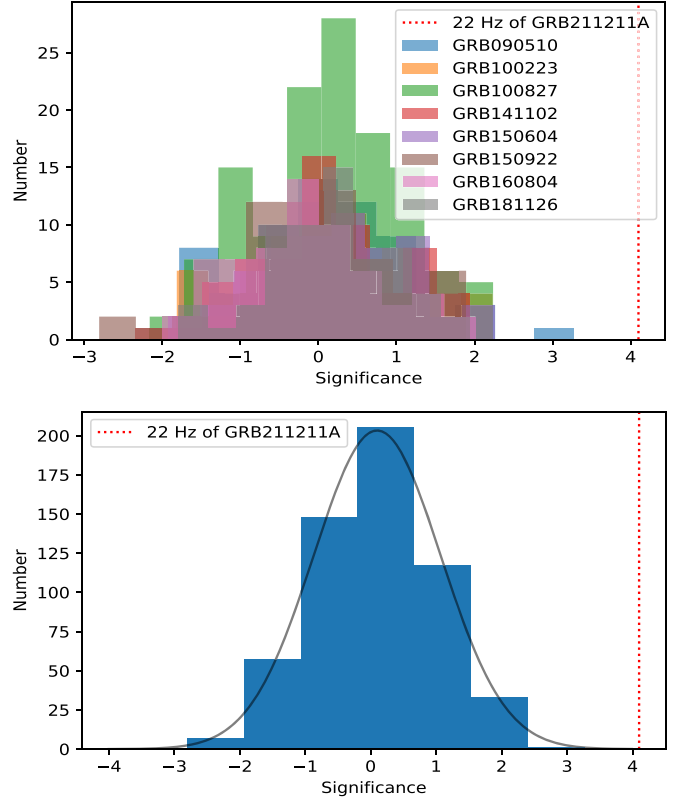 22 Hz of GRB211211A
GRB090510
GRB100223
GRB100827
GRB141102
GRB150604
GRB150922
GRB160804
GRB181126
25
20
15
10
5
0
Number
−3 −2 −1 0 1 2 3 4
Significance
22 Hz of GRB211211A
200
175
150
125
100
75
50
25
0
Number
−4 −3 −2 −1 0 1 2 3 4
Significance